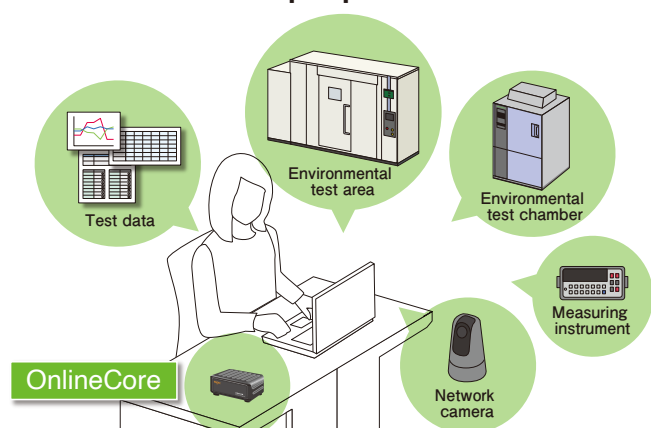 Environmental
test area
Test data
Environmental
test chamber
Measuring
instrument
OnlineCore
Network
camera